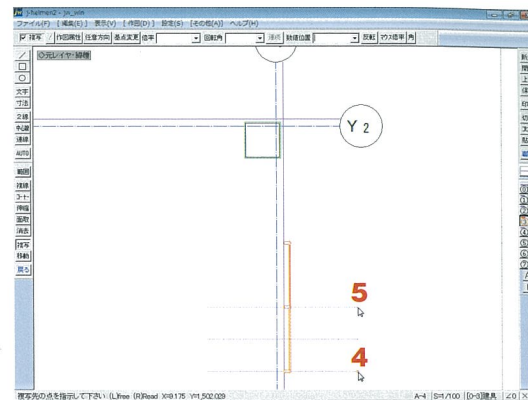 j-heimen2 - jw_win
ファイル(F) [編集(E)] 表示(V) [作図(D)] 設定(S) [その他(A)] ヘルプ(H)
複写 / 作図属性 任意方向 基点変更 倍率 回転角 連続 数値位置 反転 マウス倍率 角
◇元レイヤ・線種
文字
寸法
2線
中心線
連線
AUTO
範囲
複線
コーナー
伸縮
面取
消去
複写
移動
戻る
Y 2
5
4
複写先の点を指示して下さい (L)free (R)Read X=9.175 Y=1,502.029
A-4 S=1/100 [0-3]建具 ∠0